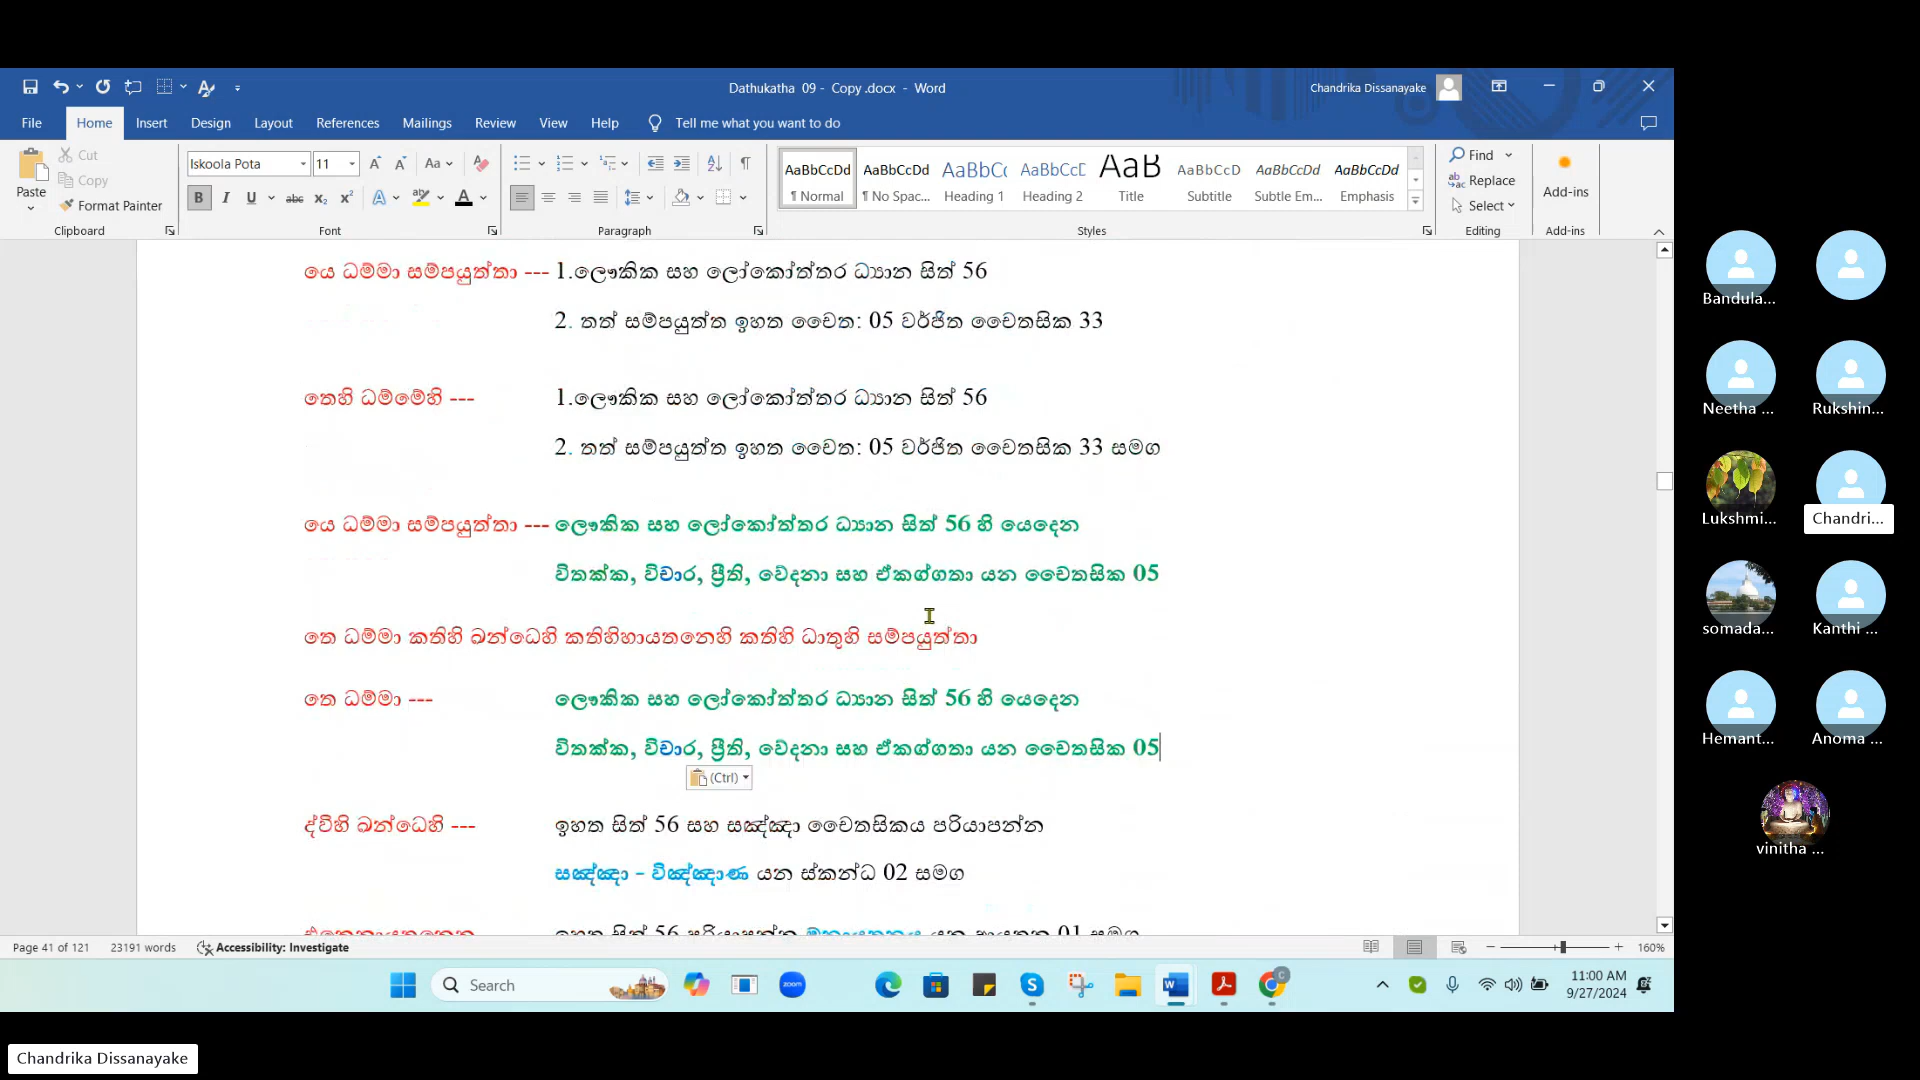 Dathukatha 09 - Copy .docx - Word
Chandrika Dissanayake
File Home Insert Design Layout References Mailings Review View Help Tell me what you want to do
Paste Cut Copy Format Painter Clipboard
Iskoola Pota 11 Font
Paragraph
AaBbCcDd ¶ Normal AaBbCcDd ¶ No Spac... Heading 1 Heading 2 Title AaBbCcD Subtitle AaBbCcDd Subtle Em... AaBbCcDd Emphasis Styles
Find Replace Select Editing
Add-ins Add-ins
යෙ ධම්මා සම්පයුත්තා --- 1.ලෞකික සහ ලෝකෝත්තර ධ්‍යාන සිත් 56
2. තත් සම්පයුත්ත ඉහත චෛත: 05 වර්ජිත චෛතසික 33
තෙහි ධම්මේහි --- 1.ලෞකික සහ ලෝකෝත්තර ධ්‍යාන සිත් 56
2. තත් සම්පයුත්ත ඉහත චෛත: 05 වර්ජිත චෛතසික 33 සමග
යෙ ධම්මා සම්පයුත්තා --- ලෞකික සහ ලෝකෝත්තර ධ්‍යාන සිත් 56 හි යෙදෙන
විතක්ක, විචාර, ප්‍රීති, වේදනා සහ ඒකග්ගතා යන චෛතසික 05
තෙ ධම්මා කතිහි ඛන්ධෙහි කතිහිහායතනෙහි කතිහි ධාතුහි සම්පයුත්තා
තෙ ධම්මා --- ලෞකික සහ ලෝකෝත්තර ධ්‍යාන සිත් 56 හි යෙදෙන
විතක්ක, විචාර, ප්‍රීති, වේදනා සහ ඒකග්ගතා යන චෛතසික 05
(Ctrl)
ද්වීහි ඛන්ධෙහි --- ඉහත සිත් 56 සහ සඤ්ඤා චෛතසිකය පරියාපන්න
සඤ්ඤා - විඤ්ඤාණ යන ස්කන්ධ 02 සමග
Page 41 of 121 23191 words Accessibility: Investigate 160%
Search
zoom
11:00 AM
9/27/2024
Bandula...
Neetha ... Rukshin...
Lukshmi... Chandri...
somada... Kanthi ...
Hemant... Anoma ...
vinitha ...
Chandrika Dissanayake